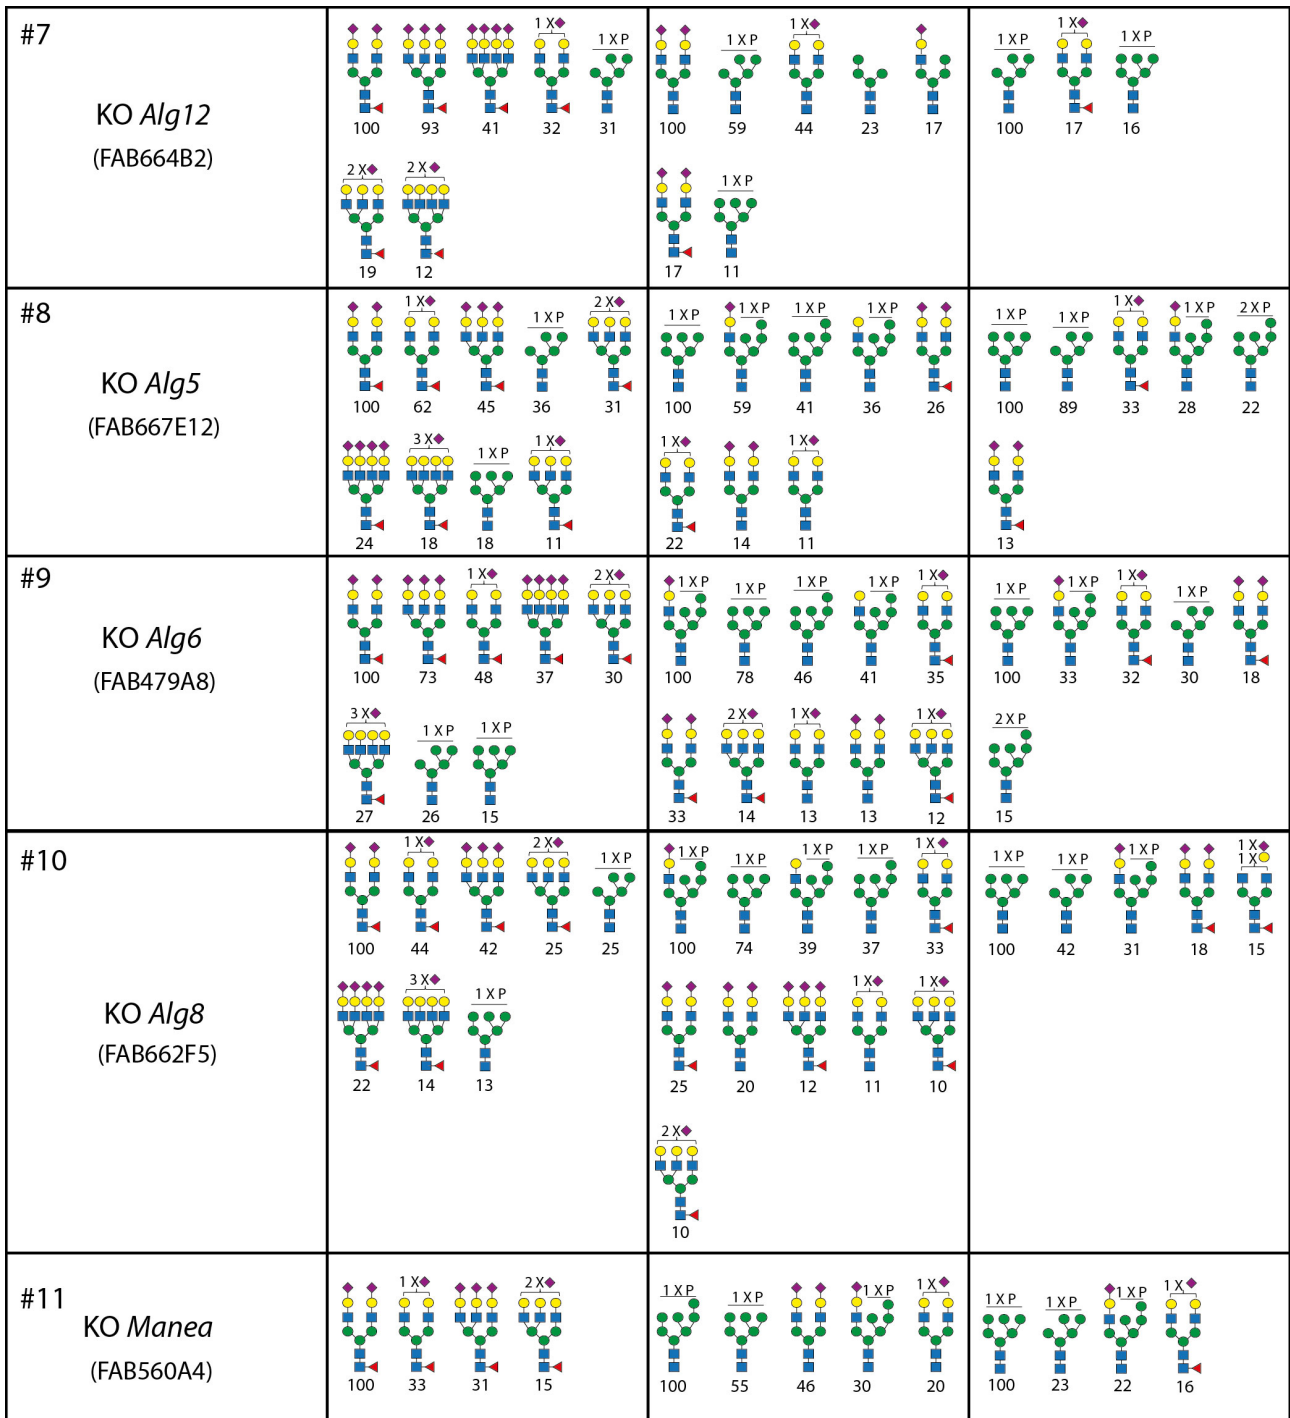 #7
KO Alg12
(FAB664B2)
1 X
1 X P
100 93 41 32 31
2 X 2 X
19 12
1 X P 1 X
100 59 44 23 17
1 X P
17 11
1 X P 1 X 1 X P
100 17 16
#8
KO Alg5
(FAB667E12)
1 X 1 X P 2 X
100 62 45 36 31
3 X 1 X P 1 X
24 18 18 11
1 X P 1 X P 1 X P 1 X P
100 59 41 36 26
1 X 1 X
22 14 11
1 X P 1 X P 1 X 1 X P 2 X P
100 89 33 28 22
13
#9
KO Alg6
(FAB479A8)
1 X 2 X
100 73 48 37 30
3 X 1 X P 1 X P
27 26 15
1 X P 1 X P 1 X P 1 X P 1 X
100 78 46 41 35
2 X 1 X 1 X
33 14 13 13 12
1 X P 1 X P 1 X 1 X P
100 33 32 30 18
2 X P
15
#10
KO Alg8
(FAB662F5)
1 X 2 X 1 X P
100 44 42 25 25
3 X 1 X P
22 14 13
1 X P 1 X P 1 X P 1 X P 1 X
100 74 39 37 33
1 X 1 X
25 20 12 11 10
2 X
10
1 X P 1 X P 1 X P 1 X
1 X
100 42 31 18 15
#11
KO Manea
(FAB560A4)
1 X 2 X
100 33 31 15
1 X P 1 X P 1 X P 1 X
100 55 46 30 20
1 X P 1 X P 1 X P 1 X
100 23 22 16